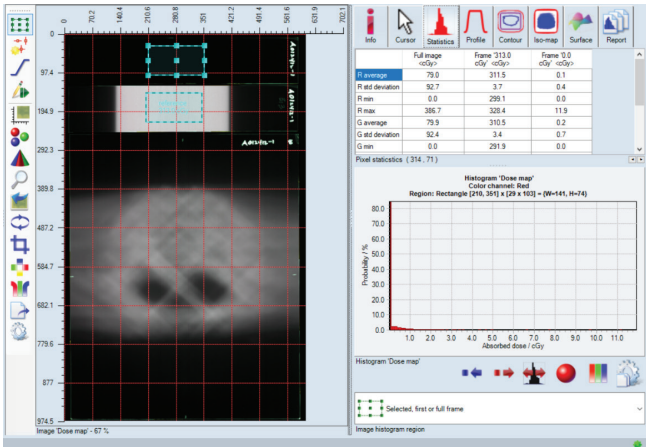 0 70.2 140.4 210.6 280.8 351 421.2 491.4 561.6 631.9 702.1
0
97.4
194.9
292.3
389.8
487.2
584.7
682.1
779.6
877
974.5
Image 'Dose map' - 67 %
Info Cursor Statistics Profile Contour Iso-map Surface Report
Full image Frame '313.0 Frame '0.0
<cGy> cGy' <cGy> cGy' <cGy>
R average 79.0 311.5 0.1
R std deviation 92.7 3.7 0.4
R min 0.0 299.1 0.0
R max 386.7 328.4 11.9
G average 79.9 310.5 0.2
G std deviation 92.4 3.4 0.7
G min 0.0 291.9 0.0
Pixel statiscstics ( 314 , 71 )
Histogram 'Dose map'
Color channel: Red
Region: Rectangle [210, 351] x [29 x 103] = (W=141, H=74)
Probability / %
80.0
70.0
60.0
50.0
40.0
30.0
20.0
10.0
0.0
1.0 2.0 3.0 4.0 5.0 6.0 7.0 8.0 9.0 10.0 11.0
Absorbed dose / cGy
Histogram 'Dose map'
Selected, first or full frame
Image histogram region